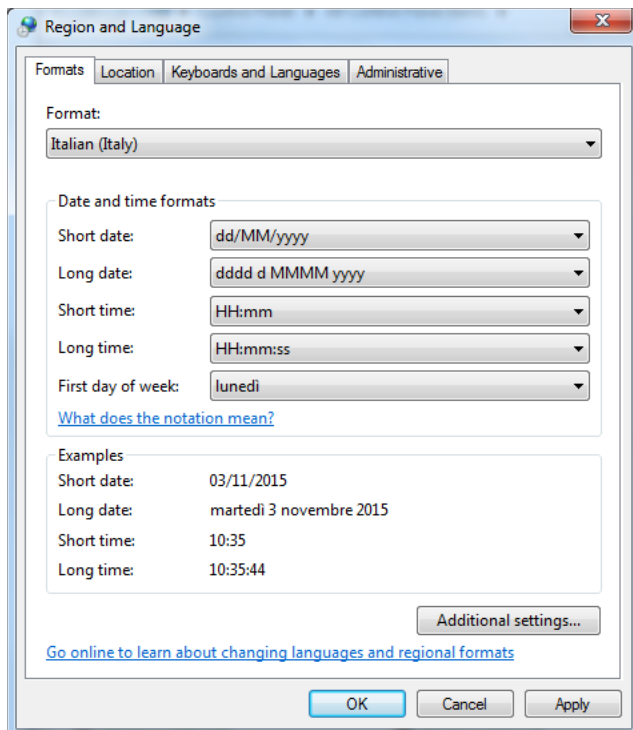 Region and Language
Formats Location Keyboards and Languages Administrative
Format:
Italian (Italy)
Date and time formats
Short date: dd/MM/yyyy
Long date: dddd d MMMM yyyy
Short time: HH:mm
Long time: HH:mm:ss
First day of week: lunedì
What does the notation mean?
Examples
Short date: 03/11/2015
Long date: martedì 3 novembre 2015
Short time: 10:35
Long time: 10:35:44
Additional settings...
Go online to learn about changing languages and regional formats
OK Cancel Apply